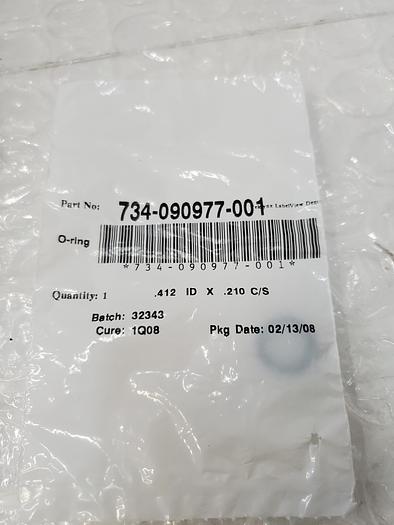 Part No: 734-090977-001
LabelView
O-ring
*734-090977-001*
Quantity: 1 .412 ID X .210 C/S
Batch: 32343
Cure: 1Q08 Pkg Date: 02/13/08